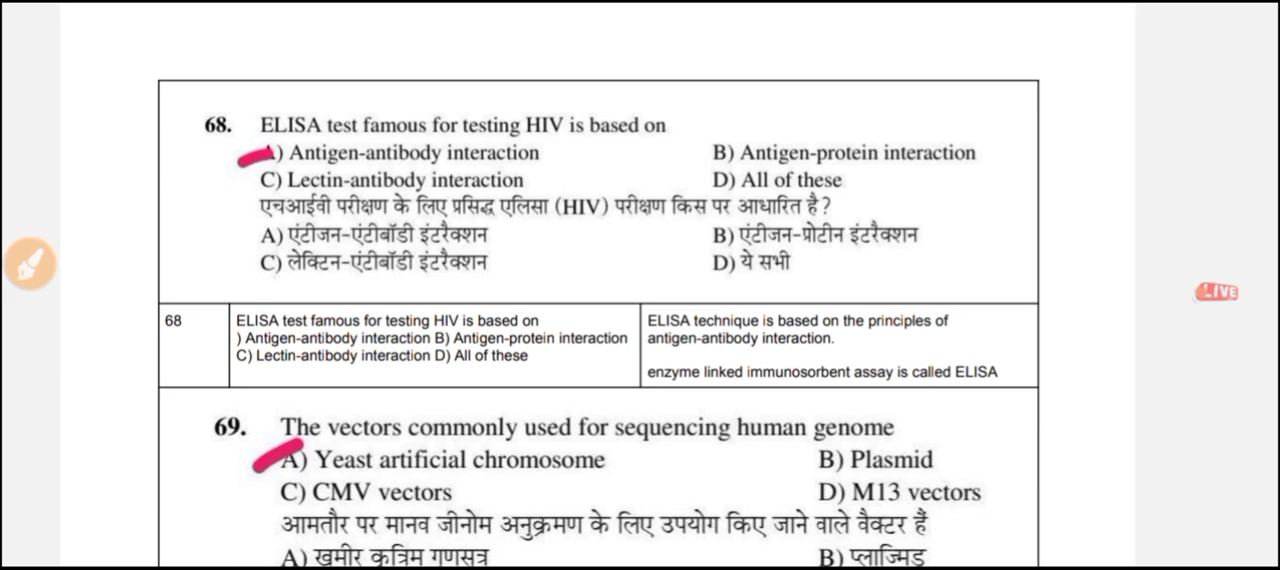 68. ELISA test famous for testing HIV is based on
) Antigen-antibody interaction B) Antigen-protein interaction
C) Lectin-antibody interaction D) All of these
एचआईवी परीक्षण के लिए प्रसिद्ध एलिसा (HIV) परीक्षण किस पर आधारित है?
A) एंटीजन-एंटीबॉडी इंटरैक्शन B) एंटीजन-प्रोटीन इंटरैक्शन
C) लेक्टिन-एंटीबॉडी इंटरैक्शन D) ये सभी
LIVE
68 ELISA test famous for testing HIV is based on
) Antigen-antibody interaction B) Antigen-protein interaction
C) Lectin-antibody interaction D) All of these
ELISA technique is based on the principles of
antigen-antibody interaction.
enzyme linked immunosorbent assay is called ELISA
69. The vectors commonly used for sequencing human genome
A) Yeast artificial chromosome B) Plasmid
C) CMV vectors D) M13 vectors
आमतौर पर मानव जीनोम अनुक्रमण के लिए उपयोग किए जाने वाले वैक्टर हैं
A) खमीर कृत्रिम गुणसूत्र B) प्लाज्मिड